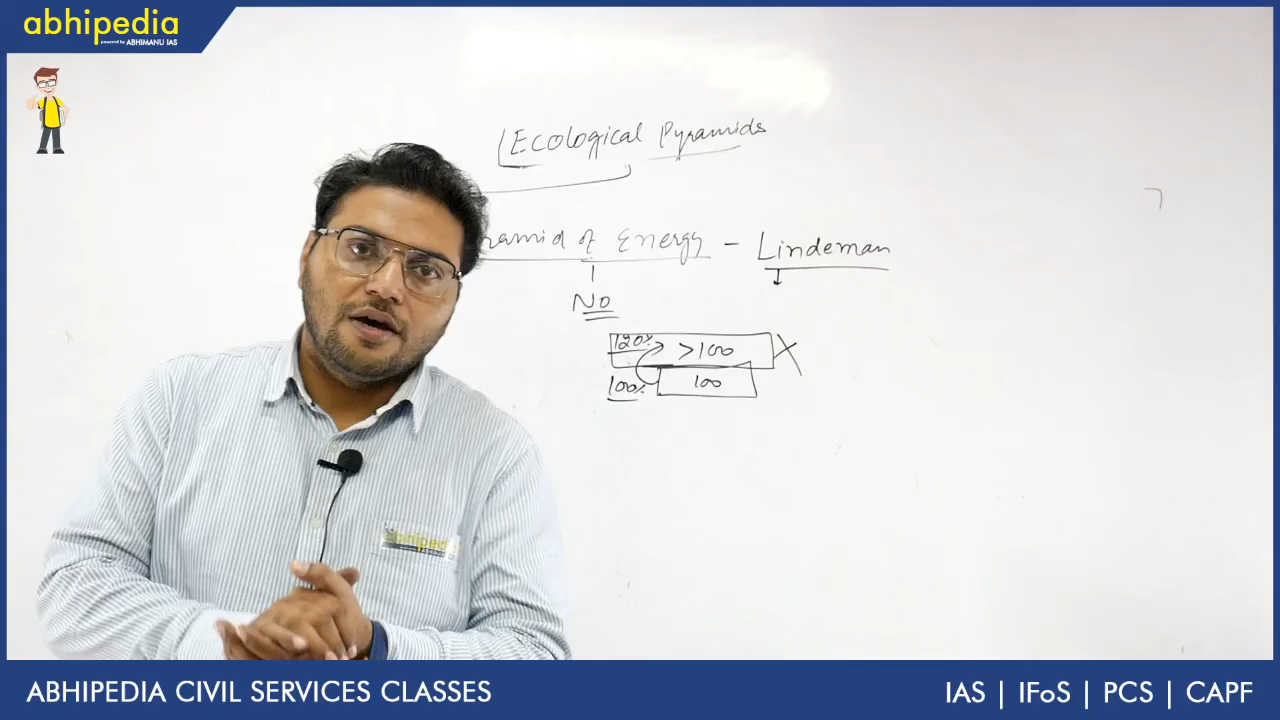 abhipedia
powered by ABHIMANU IAS
Ecological Pyramids
ramid of Energy - Lindeman
No
120% >100 X
100% 100
abhipedia
ABHIPEDIA CIVIL SERVICES CLASSES
IAS | IFoS | PCS | CAPF